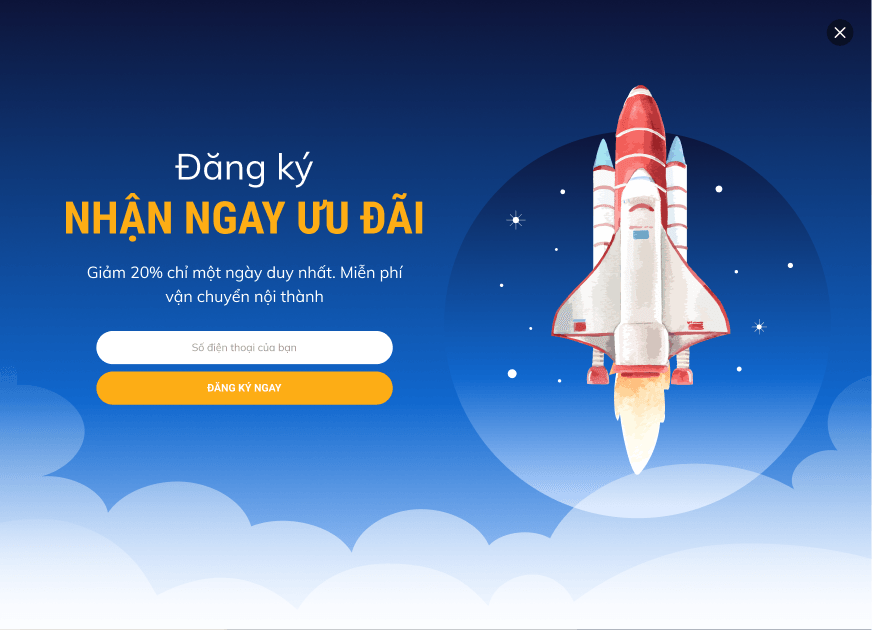 Đăng ký
NHẬN NGAY ƯU ĐÃI
Giảm 20% chỉ một ngày duy nhất. Miễn phí
vận chuyển nội thành
Số điện thoại của bạn
ĐĂNG KÝ NGAY